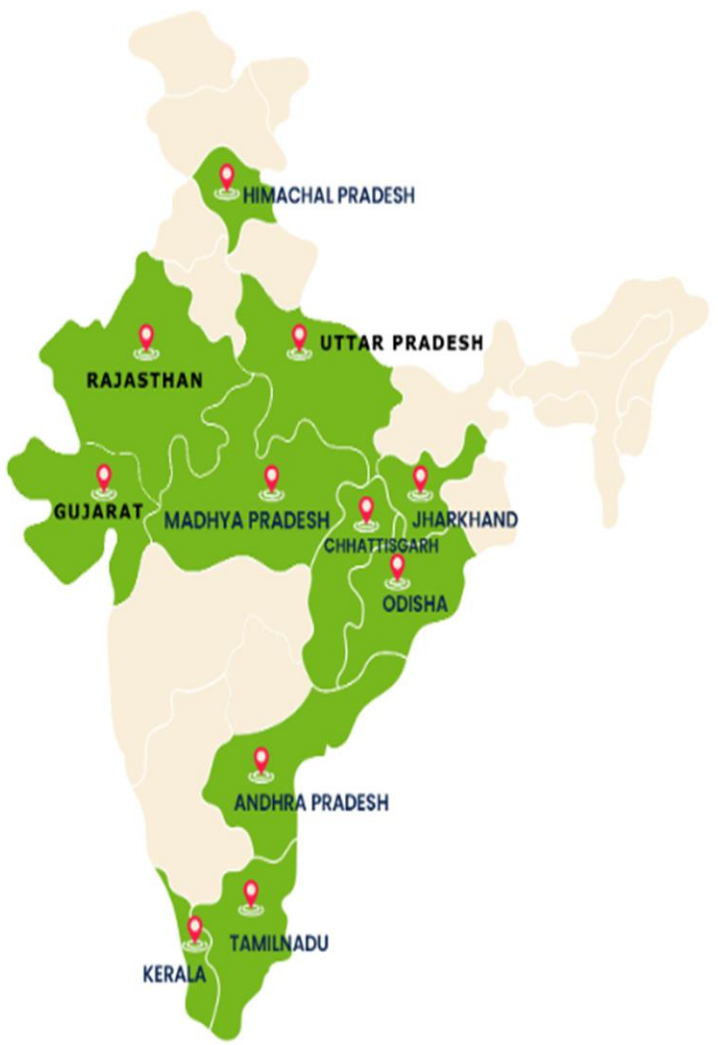 HIMACHAL PRADESH
UTTAR PRADESH
RAJASTHAN
GUJARAT
MADHYA PRADESH
JHARKHAND
CHHATTISGARH
ODISHA
ANDHRA PRADESH
TAMILNADU
KERALA